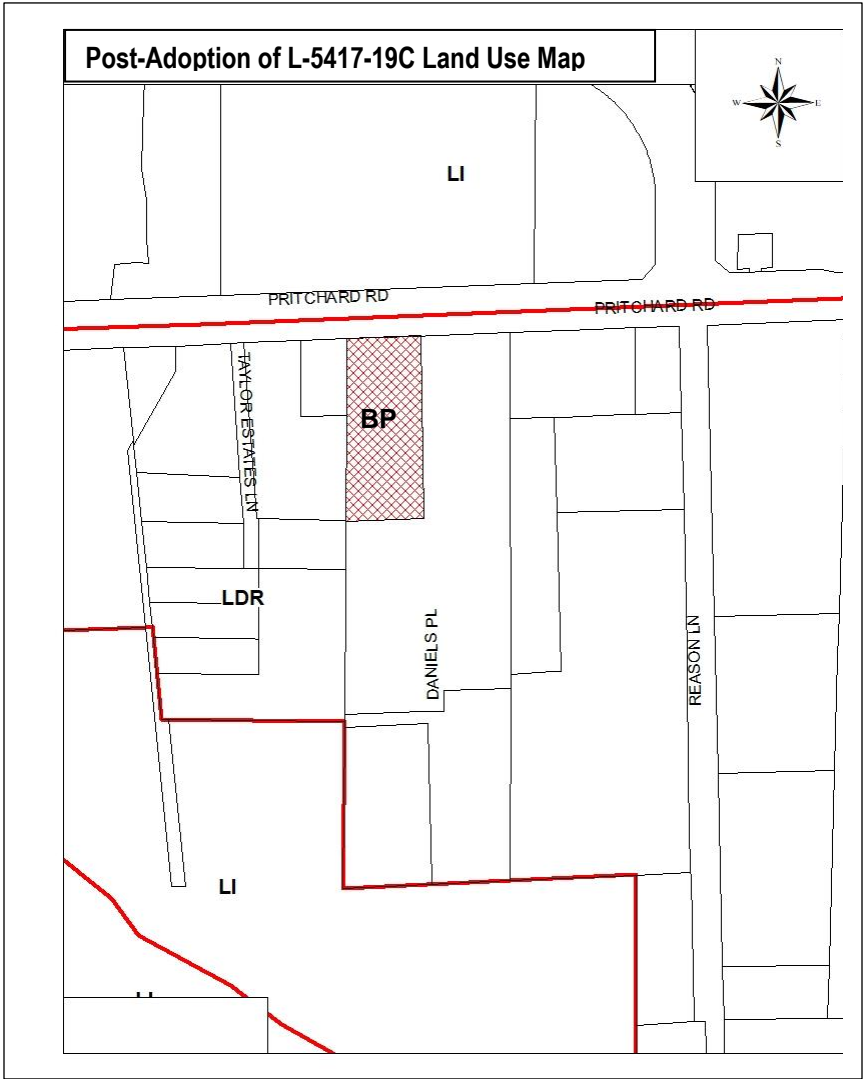 Post-Adoption of L-5417-19C Land Use Map
N
W
E
S
LI
PRITCHARD RD
PRITCHARD RD
TAYLOR ESTATES LN
BP
LDR
DANIELS PL
REASON LN
LI